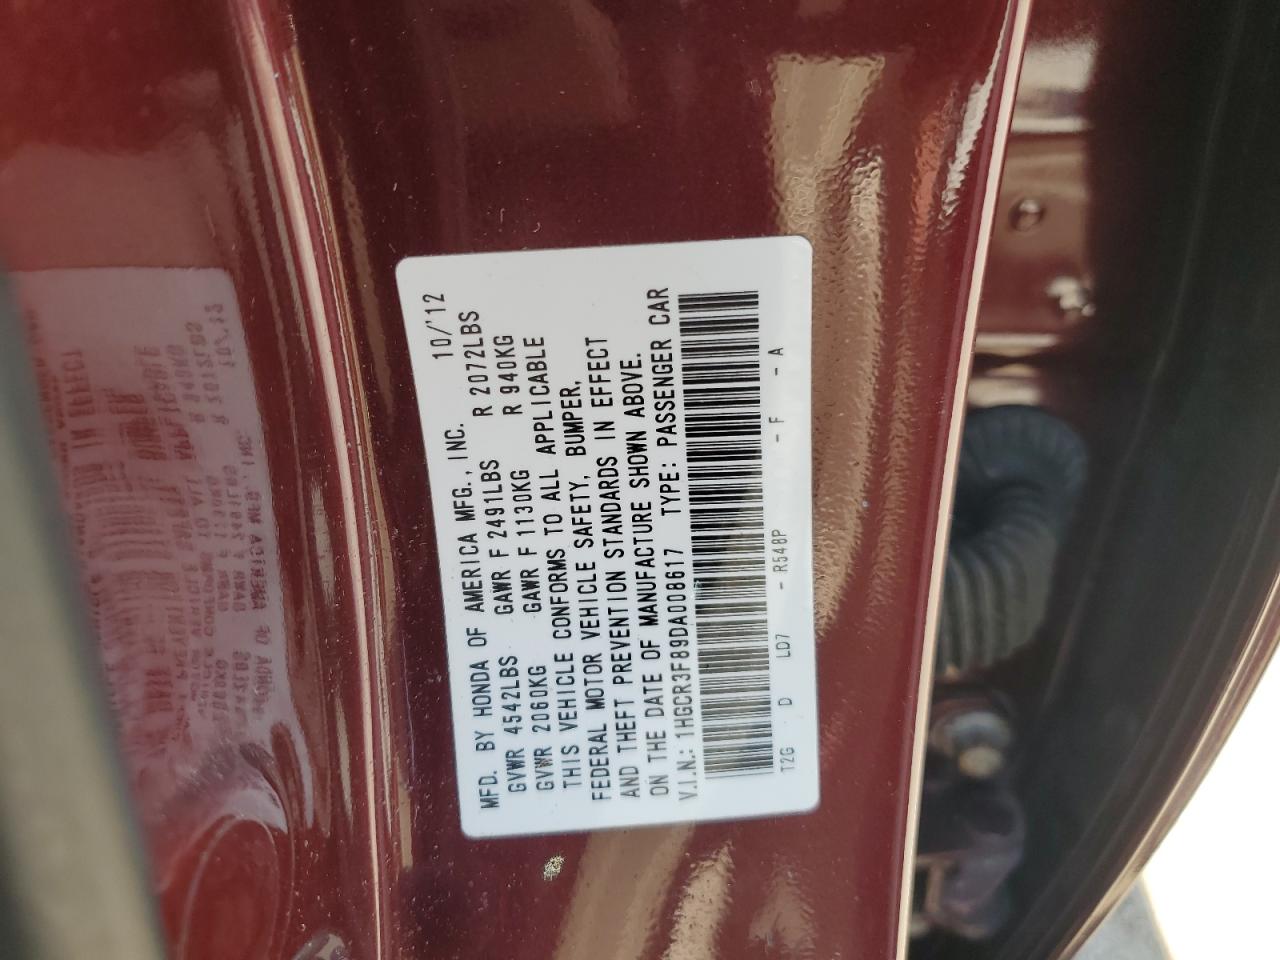 MFD. BY HONDA OF AMERICA MFG., INC. 10/'12
GVWR 4542LBS GAWR F 2491LBS R 2072LBS
GVWR 2060KG GAWR F 1130KG R 940KG
THIS VEHICLE CONFORMS TO ALL APPLICABLE
FEDERAL MOTOR VEHICLE SAFETY, BUMPER,
AND THEFT PREVENTION STANDARDS IN EFFECT
ON THE DATE OF MANUFACTURE SHOWN ABOVE.
V.I.N.: 1HGCR3F89DA008617 TYPE: PASSENGER CAR
T2G D LD7 - R548P - F - A